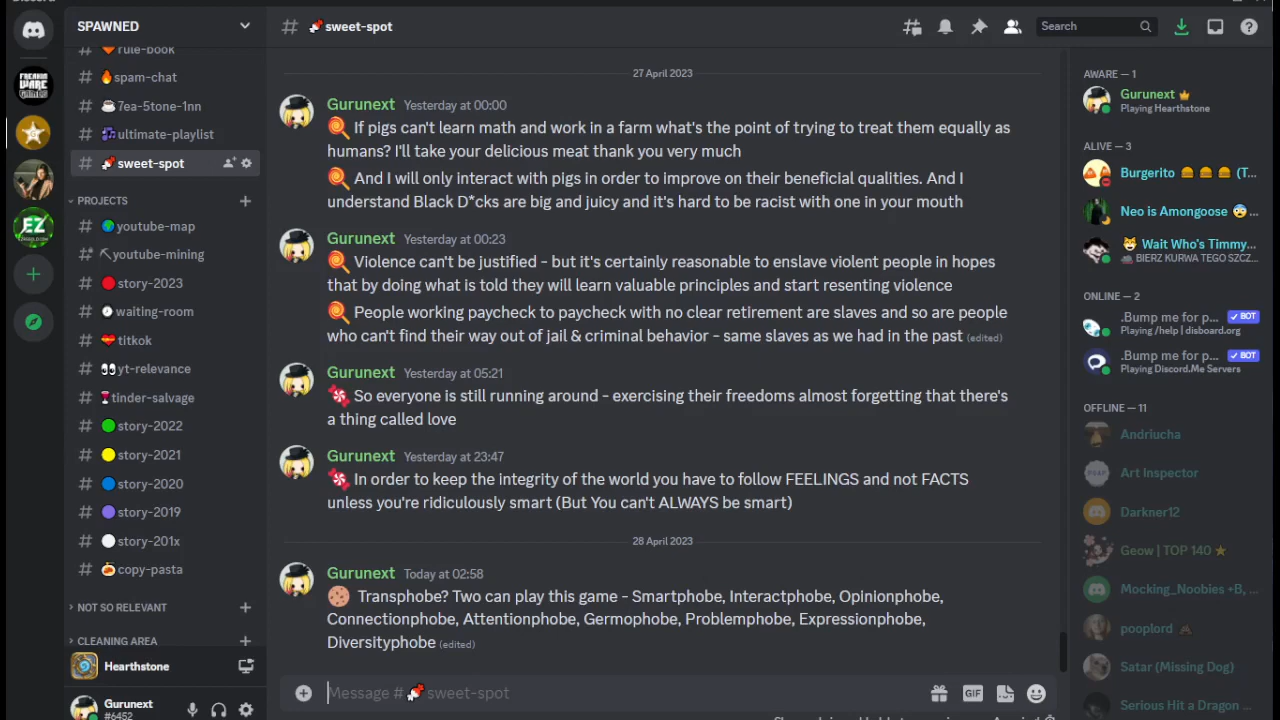 Discord
SPAWNED
rule-book
spam-chat
7ea-5tone-1nn
ultimate-playlist
sweet-spot
PROJECTS
youtube-map
youtube-mining
story-2023
waiting-room
titkok
yt-relevance
tinder-salvage
story-2022
story-2021
story-2020
story-2019
story-201x
copy-pasta
NOT SO RELEVANT
CLEANING AREA
Hearthstone
Gurunext
#6452
FREAKIN
WARE
GAMES
EZ
sweet-spot
Search
27 April 2023
Gurunext Yesterday at 00:00
If pigs can't learn math and work in a farm what's the point of trying to treat them equally as
humans? I'll take your delicious meat thank you very much
And I will only interact with pigs in order to improve on their beneficial qualities. And I
understand Black D*cks are big and juicy and it's hard to be racist with one in your mouth
Gurunext Yesterday at 00:23
Violence can't be justified - but it's certainly reasonable to enslave violent people in hopes
that by doing what is told they will learn valuable principles and start resenting violence
People working paycheck to paycheck with no clear retirement are slaves and so are people
who can't find their way out of jail & criminal behavior - same slaves as we had in the past (edited)
Gurunext Yesterday at 05:21
So everyone is still running around - exercising their freedoms almost forgetting that there's
a thing called love
Gurunext Yesterday at 23:47
In order to keep the integrity of the world you have to follow FEELINGS and not FACTS
unless you're ridiculously smart (But You can't ALWAYS be smart)
28 April 2023
Gurunext Today at 02:58
Transphobe? Two can play this game - Smartphobe, Interactphobe, Opinionphobe,
Connectionphobe, Attentionphobe, Germophobe, Problemphobe, Expressionphobe,
Diversityphobe (edited)
Message # sweet-spot
GIF
AWARE — 1
Gurunext
Playing Hearthstone
ALIVE — 3
Burgerito (T...
Neo is Amongoose ...
Wait Who's Timmy...
BIERZ KURWA TEGO SZCZ...
ONLINE — 2
.Bump me for p... BOT
Playing /help | disboard.org
.Bump me for p... BOT
Playing Discord.Me Servers
OFFLINE — 11
Andriucha
Art Inspector
Darkner12
Geow | TOP 140
Mocking_Noobies +B, ...
pooplord
Satar (Missing Dog)
Serious Hit a Dragon ...